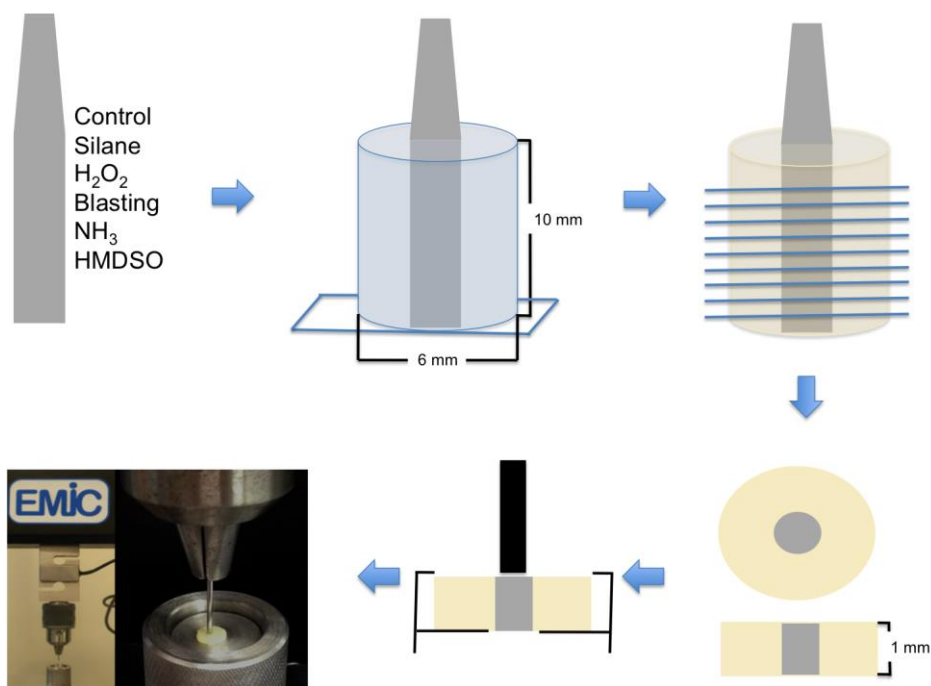 Control
Silane
H₂O₂
Blasting
NH₃
HMDSO
10 mm
6 mm
EMIC
1 mm